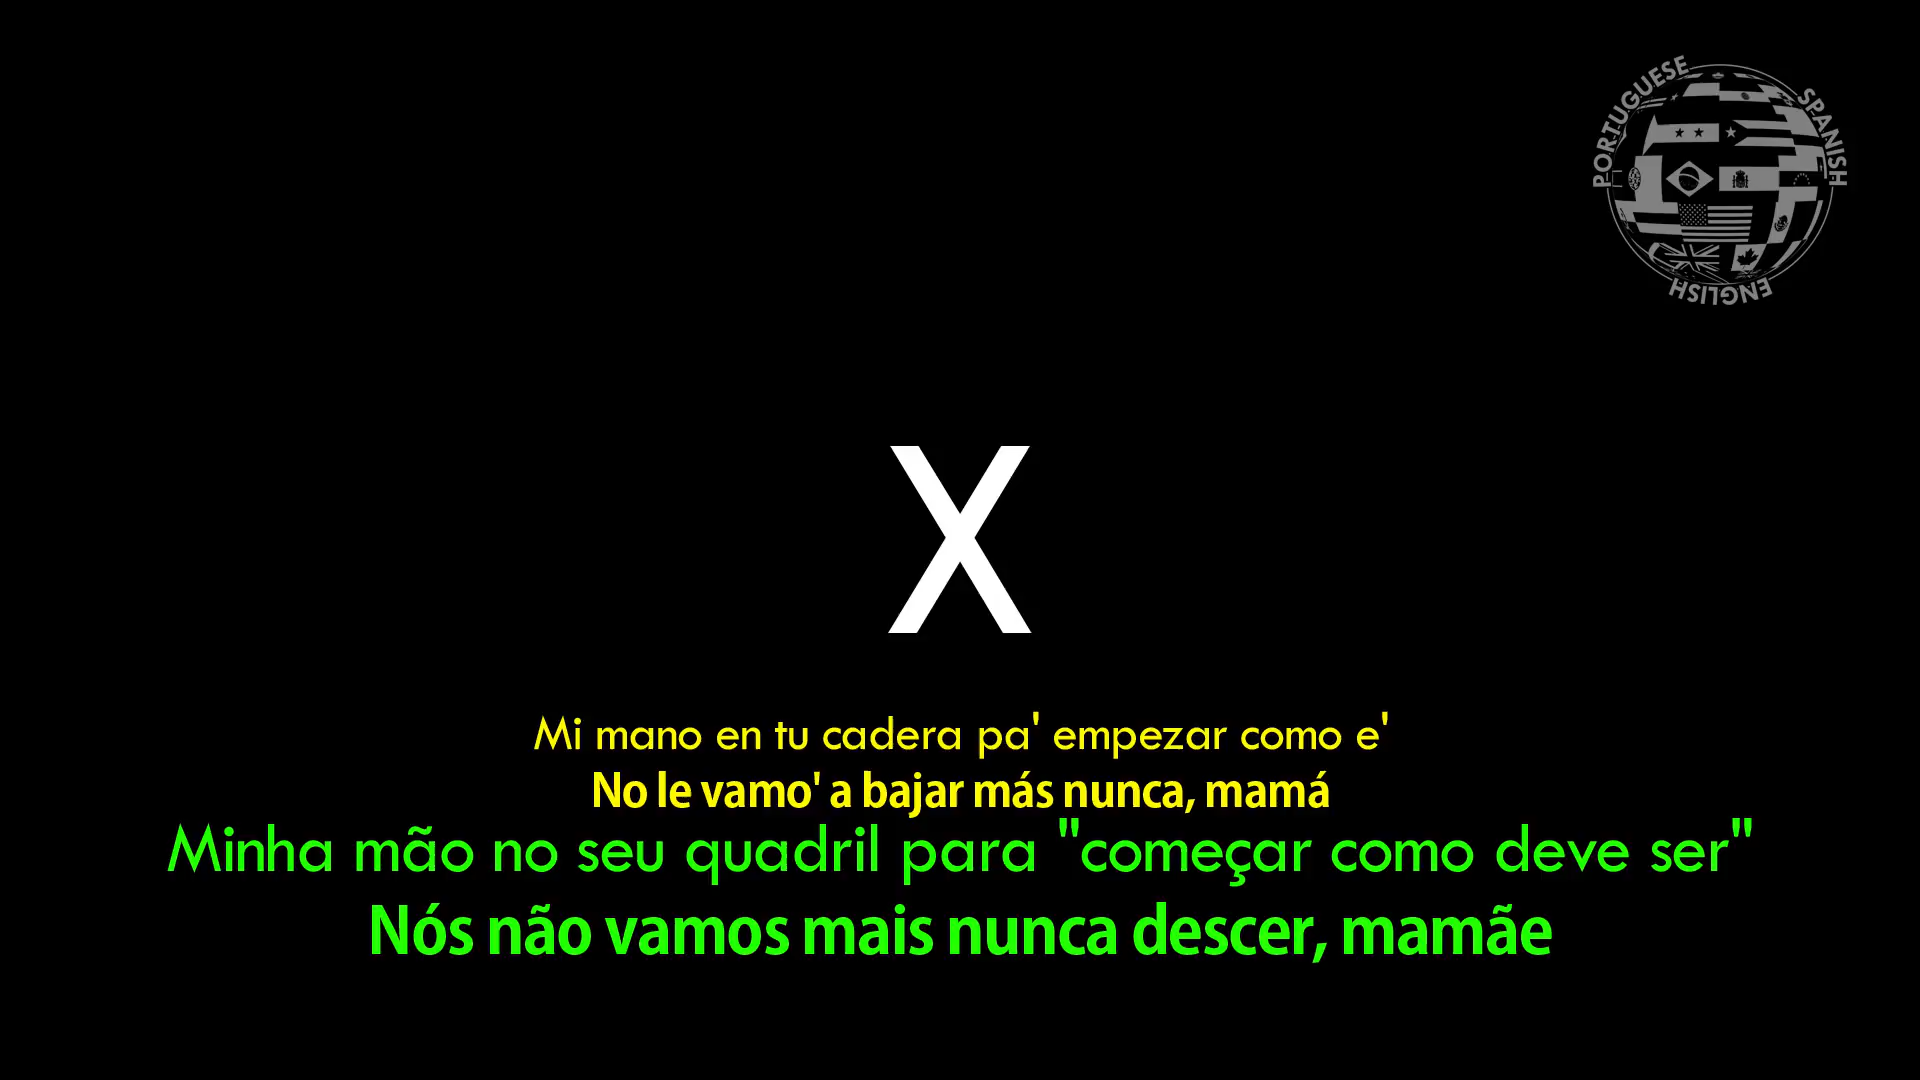 PORTUGUESE
SPANISH
ENGLISH
X
Mi mano en tu cadera pa' empezar como e'
No le vamo' a bajar más nunca, mamá
Minha mão no seu quadril para "começar como deve ser"
Nós não vamos mais nunca descer, mamãe